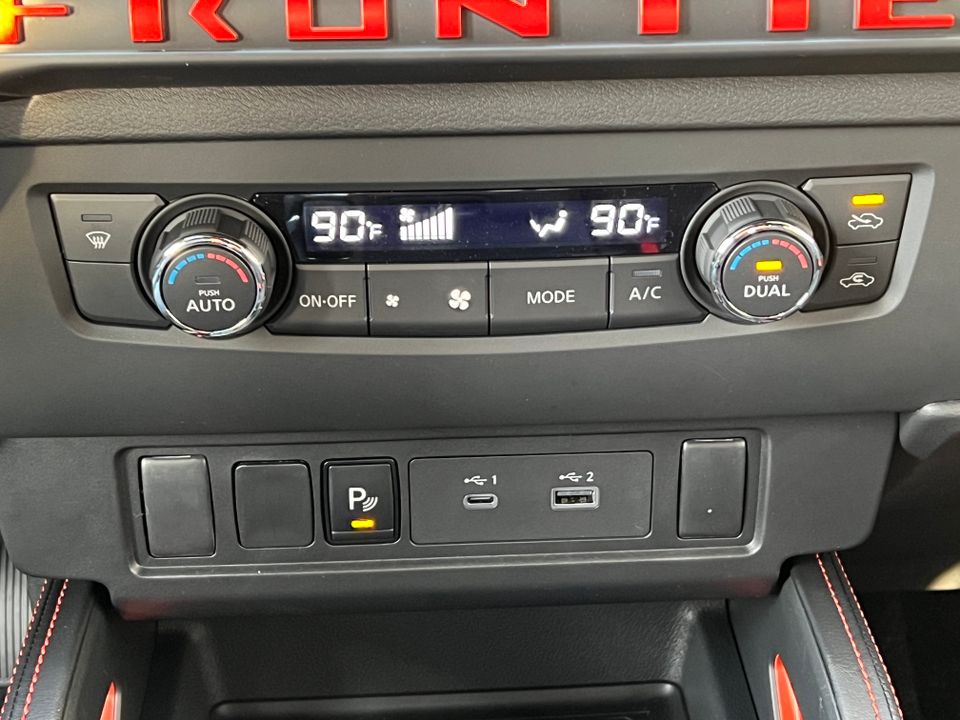 FRONTIE
90°F 90°F
PUSH
AUTO
ON·OFF
MODE
A/C
PUSH
DUAL
P
1
2